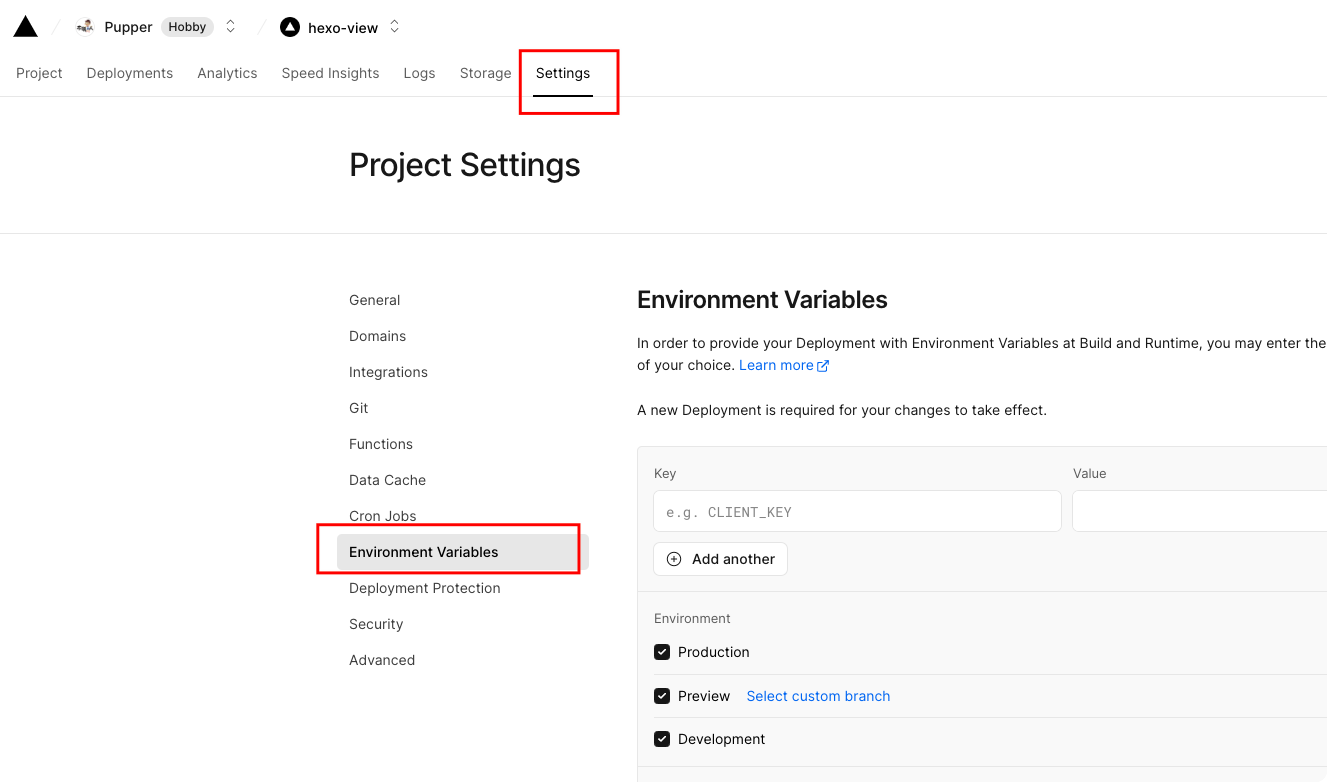 Pupper Hobby hexo-view
Project Deployments Analytics Speed Insights Logs Storage Settings
Project Settings
General
Domains
Integrations
Git
Functions
Data Cache
Cron Jobs
Environment Variables
Deployment Protection
Security
Advanced
Environment Variables
In order to provide your Deployment with Environment Variables at Build and Runtime, you may enter the
of your choice. Learn more
A new Deployment is required for your changes to take effect.
Key Value
e.g. CLIENT_KEY
Add another
Environment
Production
Preview Select custom branch
Development